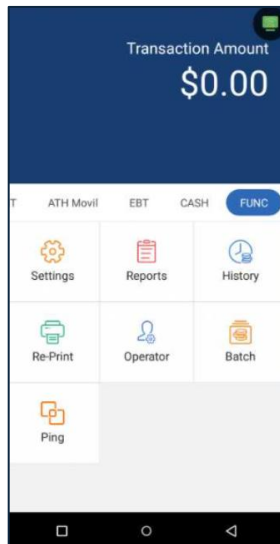 Transaction Amount
$0.00
T ATH Movil EBT CASH FUNC
Settings Reports History
Re-Print Operator Batch
Ping